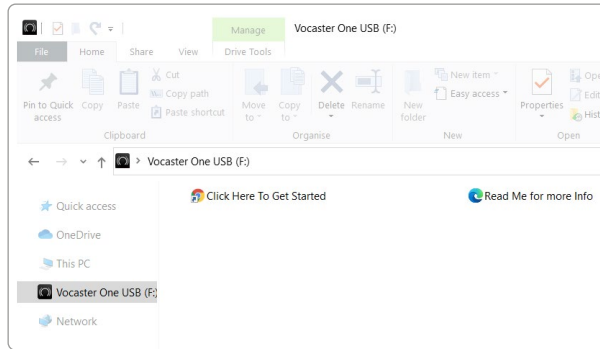 Manage
Vocaster One USB (F:)
File
Home
Share
View
Drive Tools
Pin to Quick access
Copy
Paste
Cut
Copy path
Paste shortcut
Move to
Copy to
Delete
Rename
New folder
New item
Easy access
Properties
Ope
Edit
Hist
Clipboard
Organise
New
Open
Vocaster One USB (F:)
Quick access
OneDrive
This PC
Vocaster One USB (F:)
Network
Click Here To Get Started
Read Me for more Info